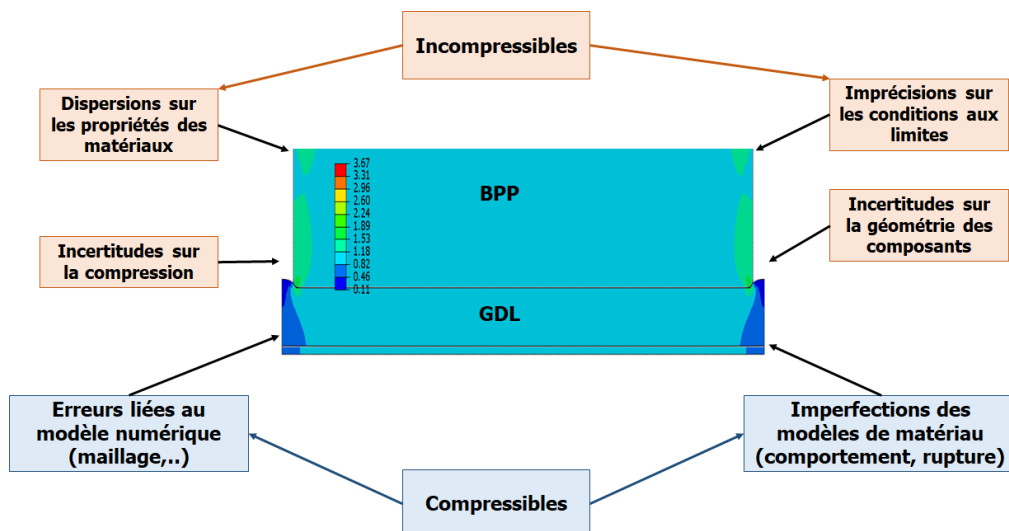 Incompressibles
Dispersions sur
les propriétés des
matériaux
Imprécisions sur
les conditions aux
limites
3.67
3.31
2.96
2.60
2.24
1.89
1.53
1.18
0.82
0.46
0.11
BPP
Incertitudes sur
la compression
Incertitudes sur
la géométrie des
composants
GDL
Erreurs liées au
modèle numérique
(maillage,..)
Imperfections des
modèles de matériau
(comportement, rupture)
Compressibles